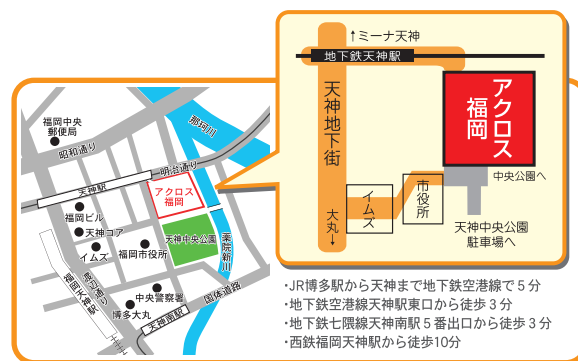 福岡中央
郵便局
昭和通り
那珂川
明治通り
天神駅
アクロス
福岡
福岡ビル
天神コア
イムズ
福岡市役所
天神中央公園
薬院新川
渡辺通り
福岡天神駅
中央警察署
博多大丸
天神南駅
国体道路
↑ミーナ天神
地下鉄天神駅
天神地下街
アクロス
福岡
中央公園へ
市役所
イムズ
大丸↓
天神中央公園
駐車場へ
・JR博多駅から天神まで地下鉄空港線で5分
・地下鉄空港線天神駅東口から徒歩3分
・地下鉄七隈線天神南駅5番出口から徒歩3分
・西鉄福岡天神駅から徒歩10分